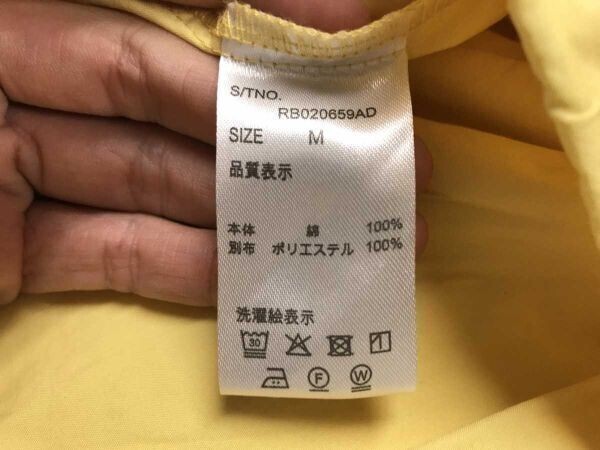 S/TNO.
RB020659AD
SIZE M
品質表示
本体 綿 100%
別布 ポリエステル 100%
洗濯絵表示
30
F W